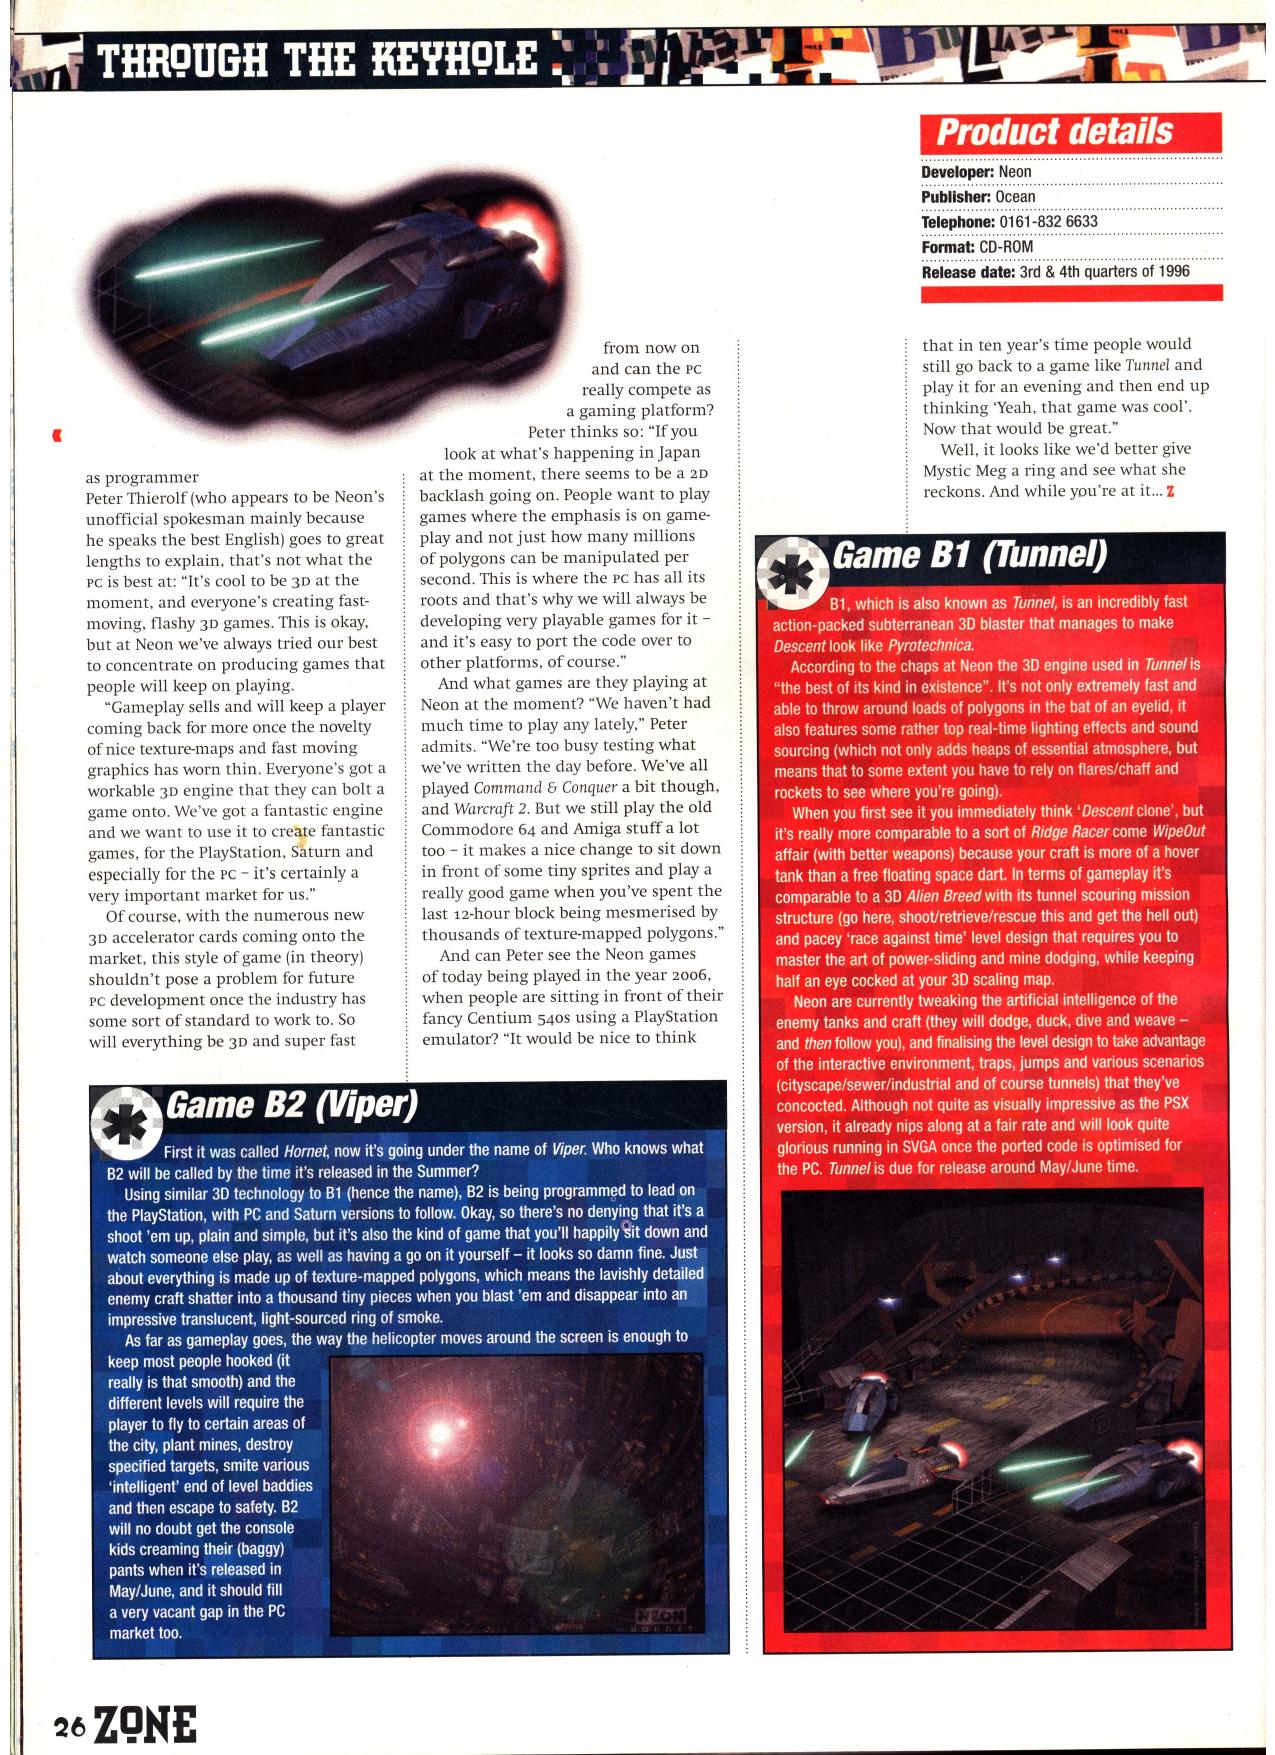 THROUGH THE KEYHOLE
Product details
Developer: Neon
Publisher: Ocean
Telephone: 0161-832 6633
Format: CD-ROM
Release date: 3rd & 4th quarters of 1996
as programmer
Peter Thierolf (who appears to be Neon's
unofficial spokesman mainly because
he speaks the best English) goes to great
lengths to explain, that's not what the
PC is best at: “It's cool to be 3D at the
moment, and everyone's creating fast-
moving, flashy 3D games. This is okay,
but at Neon we've always tried our best
to concentrate on producing games that
people will keep on playing.
“Gameplay sells and will keep a player
coming back for more once the novelty
of nice texture-maps and fast moving
graphics has worn thin. Everyone's got a
workable 3D engine that they can bolt a
game onto. We've got a fantastic engine
and we want to use it to create fantastic
games, for the PlayStation, Saturn and
especially for the PC – it's certainly a
very important market for us.”
Of course, with the numerous new
3D accelerator cards coming onto the
market, this style of game (in theory)
shouldn't pose a problem for future
PC development once the industry has
some sort of standard to work to. So
will everything be 3D and super fast
from now on
and can the PC
really compete as
a gaming platform?
Peter thinks so: “If you
look at what's happening in Japan
at the moment, there seems to be a 2D
backlash going on. People want to play
games where the emphasis is on game-
play and not just how many millions
of polygons can be manipulated per
second. This is where the PC has all its
roots and that's why we will always be
developing very playable games for it –
and it's easy to port the code over to
other platforms, of course.”
And what games are they playing at
Neon at the moment? “We haven't had
much time to play any lately,” Peter
admits. “We're too busy testing what
we've written the day before. We've all
played Command & Conquer a bit though,
and Warcraft 2. But we still play the old
Commodore 64 and Amiga stuff a lot
too – it makes a nice change to sit down
in front of some tiny sprites and play a
really good game when you've spent the
last 12-hour block being mesmerised by
thousands of texture-mapped polygons.”
And can Peter see the Neon games
of today being played in the year 2006,
when people are sitting in front of their
fancy Centium 540s using a PlayStation
emulator? “It would be nice to think
that in ten year's time people would
still go back to a game like Tunnel and
play it for an evening and then end up
thinking ‘Yeah, that game was cool’.
Now that would be great.”
Well, it looks like we'd better give
Mystic Meg a ring and see what she
reckons. And while you're at it... Z
Game B2 (Viper)
First it was called Hornet, now it's going under the name of Viper. Who knows what
B2 will be called by the time it's released in the Summer?
Using similar 3D technology to B1 (hence the name), B2 is being programmed to lead on
the PlayStation, with PC and Saturn versions to follow. Okay, so there's no denying that it's a
shoot 'em up, plain and simple, but it's also the kind of game that you'll happily sit down and
watch someone else play, as well as having a go on it yourself – it looks so damn fine. Just
about everything is made up of texture-mapped polygons, which means the lavishly detailed
enemy craft shatter into a thousand tiny pieces when you blast 'em and disappear into an
impressive translucent, light-sourced ring of smoke.
As far as gameplay goes, the way the helicopter moves around the screen is enough to
keep most people hooked (it
really is that smooth) and the
different levels will require the
player to fly to certain areas of
the city, plant mines, destroy
specified targets, smite various
‘intelligent’ end of level baddies
and then escape to safety. B2
will no doubt get the console
kids creaming their (baggy)
pants when it's released in
May/June, and it should fill
a very vacant gap in the PC
market too.
NEON
HORNET
Game B1 (Tunnel)
B1, which is also known as Tunnel, is an incredibly fast
action-packed subterranean 3D blaster that manages to make
Descent look like Pyrotechnica.
According to the chaps at Neon the 3D engine used in Tunnel is
“the best of its kind in existence”. It's not only extremely fast and
able to throw around loads of polygons in the bat of an eyelid, it
also features some rather top real-time lighting effects and sound
sourcing (which not only adds heaps of essential atmosphere, but
means that to some extent you have to rely on flares/chaff and
rockets to see where you're going).
When you first see it you immediately think ‘Descent clone’, but
it's really more comparable to a sort of Ridge Racer come WipeOut
affair (with better weapons) because your craft is more of a hover
tank than a free floating space dart. In terms of gameplay it's
comparable to a 3D Alien Breed with its tunnel scouring mission
structure (go here, shoot/retrieve/rescue this and get the hell out)
and pacey ‘race against time’ level design that requires you to
master the art of power-sliding and mine dodging, while keeping
half an eye cocked at your 3D scaling map.
Neon are currently tweaking the artificial intelligence of the
enemy tanks and craft (they will dodge, duck, dive and weave –
and then follow you), and finalising the level design to take advantage
of the interactive environment, traps, jumps and various scenarios
(cityscape/sewer/industrial and of course tunnels) that they've
concocted. Although not quite as visually impressive as the PSX
version, it already nips along at a fair rate and will look quite
glorious running in SVGA once the ported code is optimised for
the PC. Tunnel is due for release around May/June time.
26 ZONE